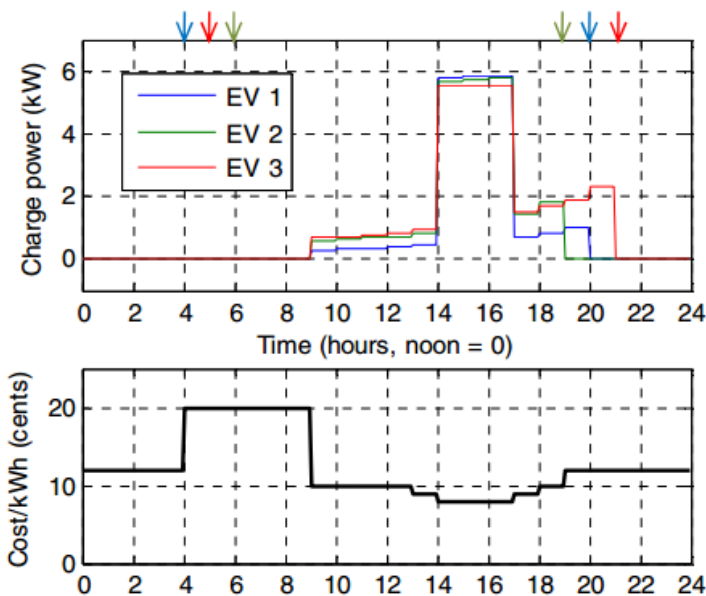 Charge power (kW)
6
4
2
0
EV 1
EV 2
EV 3
0 2 4 6 8 10 12 14 16 18 20 22 24
Time (hours, noon = 0)
Cost/kWh (cents)
20
10
0
0 2 4 6 8 10 12 14 16 18 20 22 24